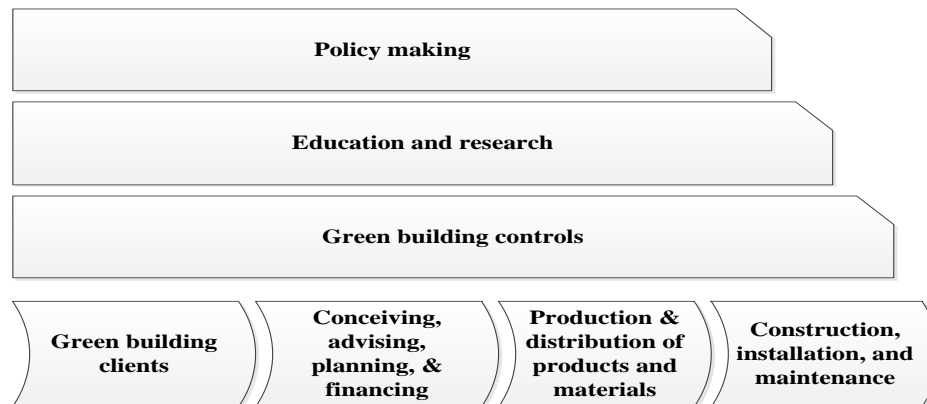 Policy making
Education and research
Green building controls
Green building
clients
Conceiving,
advising,
planning, &
financing
Production &
distribution of
products and
materials
Construction,
installation, and
maintenance